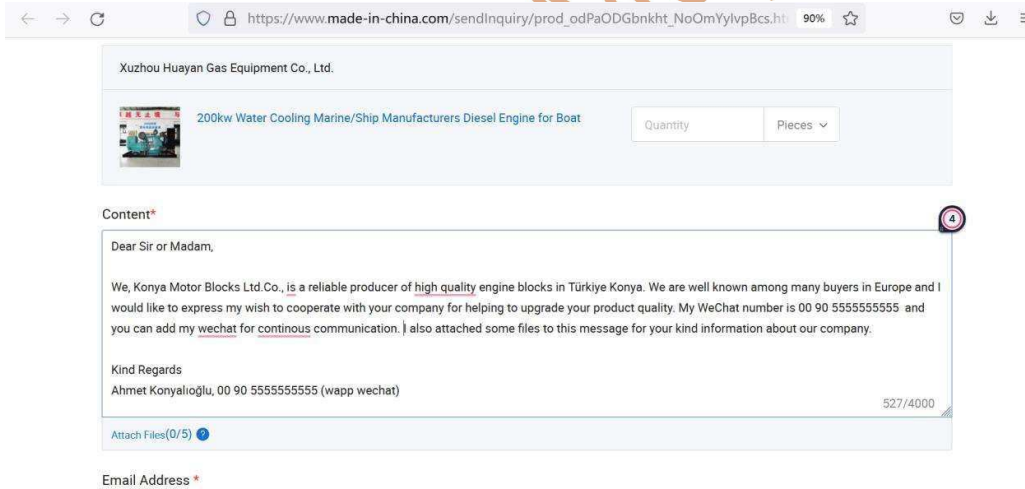 https://www.made-in-china.com/sendInquiry/prod_odPaODGbnkht_NoOmYyIvpBcs.ht 90%
Xuzhou Huayan Gas Equipment Co., Ltd.
200kw Water Cooling Marine/Ship Manufacturers Diesel Engine for Boat
Quantity Pieces
Content*
4
Dear Sir or Madam,
We, Konya Motor Blocks Ltd.Co., is a reliable producer of high quality engine blocks in Türkiye Konya. We are well known among many buyers in Europe and I
would like to express my wish to cooperate with your company for helping to upgrade your product quality. My WeChat number is 00 90 5555555555 and
you can add my wechat for continous communication. I also attached some files to this message for your kind information about our company.
Kind Regards
Ahmet Konyalıoğlu, 00 90 5555555555 (wapp wechat)
527/4000
Attach Files(0/5) ?
Email Address *